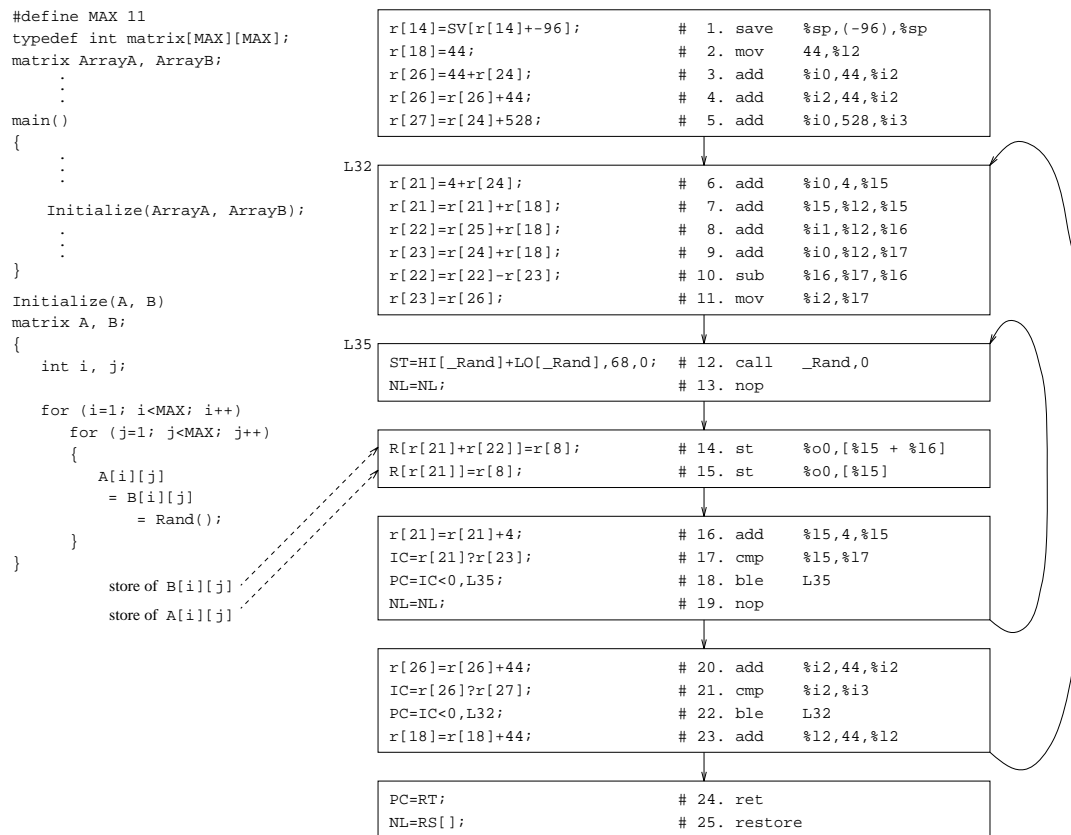 #define MAX 11
typedef int matrix[MAX][MAX];
matrix ArrayA, ArrayB;
.
.
.
main()
{
.
.
.
Initialize(ArrayA, ArrayB);
.
.
.
}
Initialize(A, B)
matrix A, B;
{
int i, j;
for (i=1; i<MAX; i++)
for (j=1; j<MAX; j++)
{
A[i][j]
= B[i][j]
= Rand();
}
}
store of B[i][j]
store of A[i][j]
r[14]=SV[r[14]+-96]; # 1. save %sp,(-96),%sp
r[18]=44; # 2. mov 44,%l2
r[26]=44+r[24]; # 3. add %i0,44,%i2
r[26]=r[26]+44; # 4. add %i2,44,%i2
r[27]=r[24]+528; # 5. add %i0,528,%i3
L32
r[21]=4+r[24]; # 6. add %i0,4,%l5
r[21]=r[21]+r[18]; # 7. add %l5,%l2,%l5
r[22]=r[25]+r[18]; # 8. add %i1,%l2,%l6
r[23]=r[24]+r[18]; # 9. add %i0,%l2,%l7
r[22]=r[22]-r[23]; # 10. sub %l6,%l7,%l6
r[23]=r[26]; # 11. mov %i2,%l7
L35
ST=HI[_Rand]+LO[_Rand],68,0; # 12. call _Rand,0
NL=NL; # 13. nop
R[r[21]+r[22]]=r[8]; # 14. st %o0,[%l5 + %l6]
R[r[21]]=r[8]; # 15. st %o0,[%l5]
r[21]=r[21]+4; # 16. add %l5,4,%l5
IC=r[21]?r[23]; # 17. cmp %l5,%l7
PC=IC<0,L35; # 18. ble L35
NL=NL; # 19. nop
r[26]=r[26]+44; # 20. add %i2,44,%i2
IC=r[26]?r[27]; # 21. cmp %i2,%i3
PC=IC<0,L32; # 22. ble L32
r[18]=r[18]+44; # 23. add %l2,44,%l2
PC=RT; # 24. ret
NL=RS[]; # 25. restore